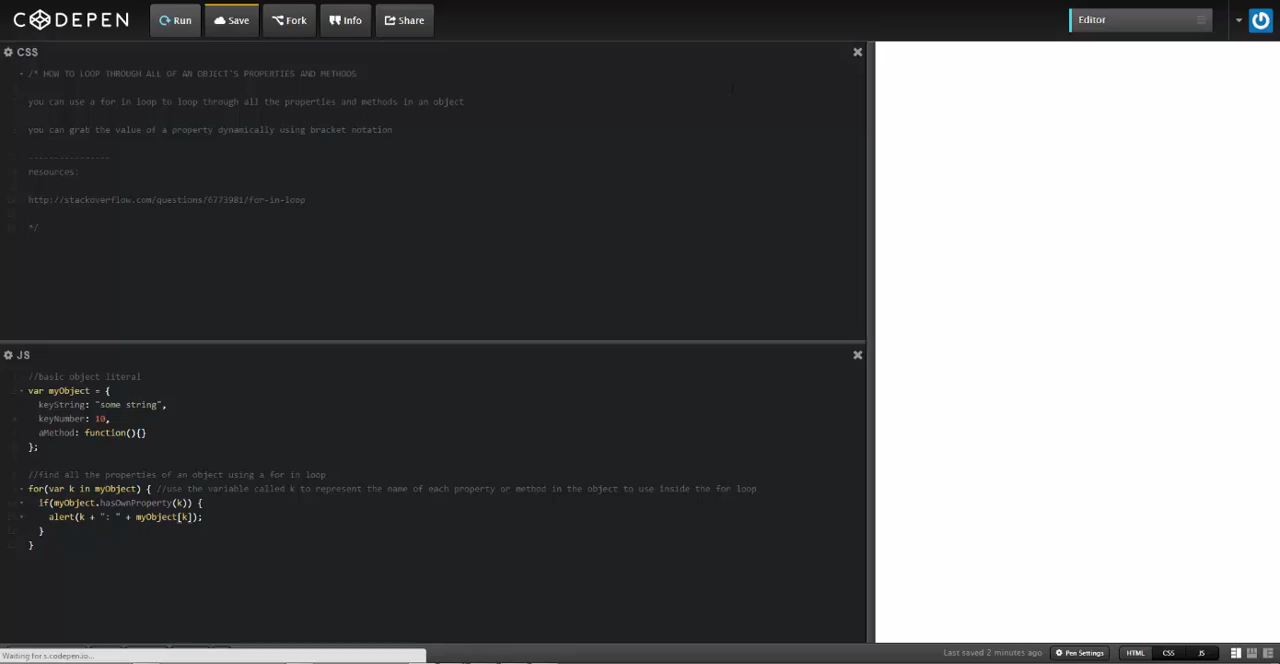 CODEPEN Run Save Fork Info Share Editor
CSS
/* HOW TO LOOP THROUGH ALL OF AN OBJECT'S PROPERTIES AND METHODS
you can use a for in loop to loop through all the properties and methods in an object
you can grab the value of a property dynamically using bracket notation
----------------
resources:
http://stackoverflow.com/questions/6773981/for-in-loop
*/
JS
//basic object literal
var myObject = {
keyString: "some string",
keyNumber: 10,
aMethod: function(){}
};
//find all the properties of an object using a for in loop
for(var k in myObject) { //use the variable called k to represent the name of each property or method in the object to use inside the for loop
if(myObject.hasOwnProperty(k)) {
alert(k + ": " + myObject[k]);
}
}
Waiting for s.codepen.io...
Last saved 2 minutes ago Pen Settings HTML CSS JS